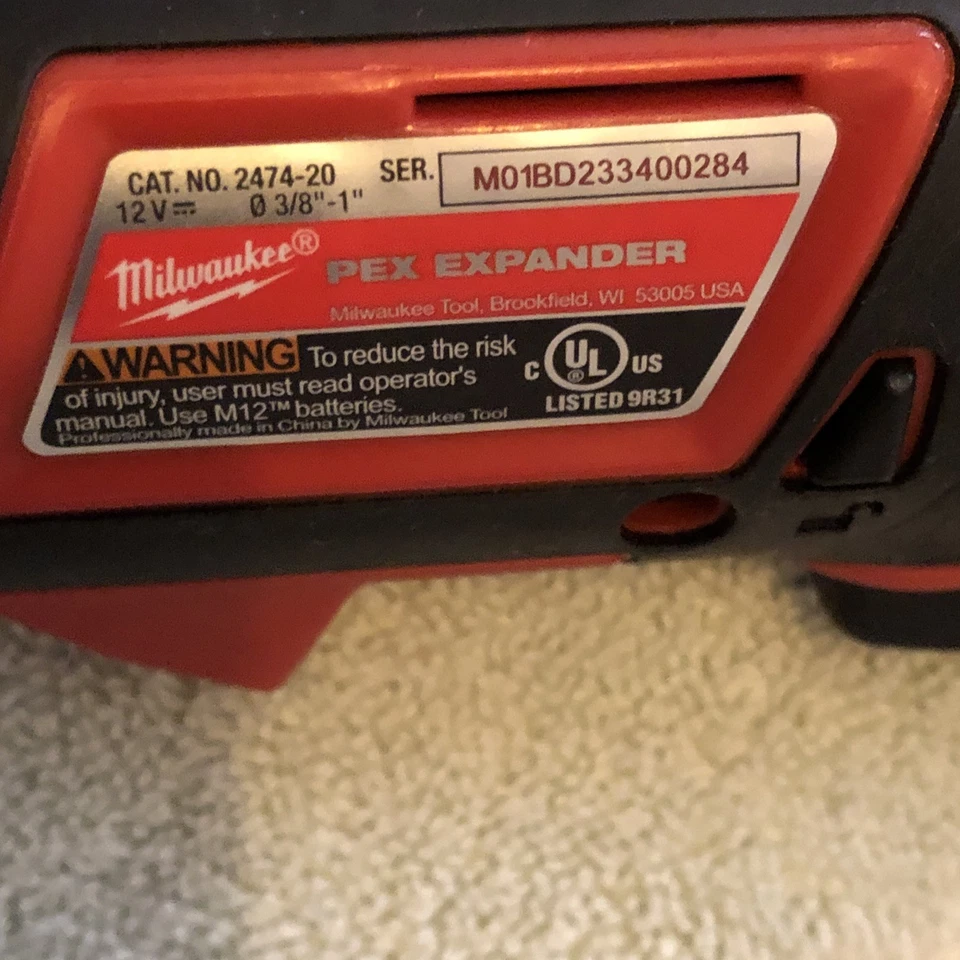 CAT. NO. 2474-20 SER. M01BD233400284
12V⎓ Ø 3/8"-1"
Milwaukee® PEX EXPANDER
Milwaukee Tool, Brookfield, WI 53005 USA
⚠WARNING To reduce the risk
of injury, user must read operator's
manual. Use M12™ batteries.
Professionally made in China by Milwaukee Tool
C UL® US
LISTED 9R31